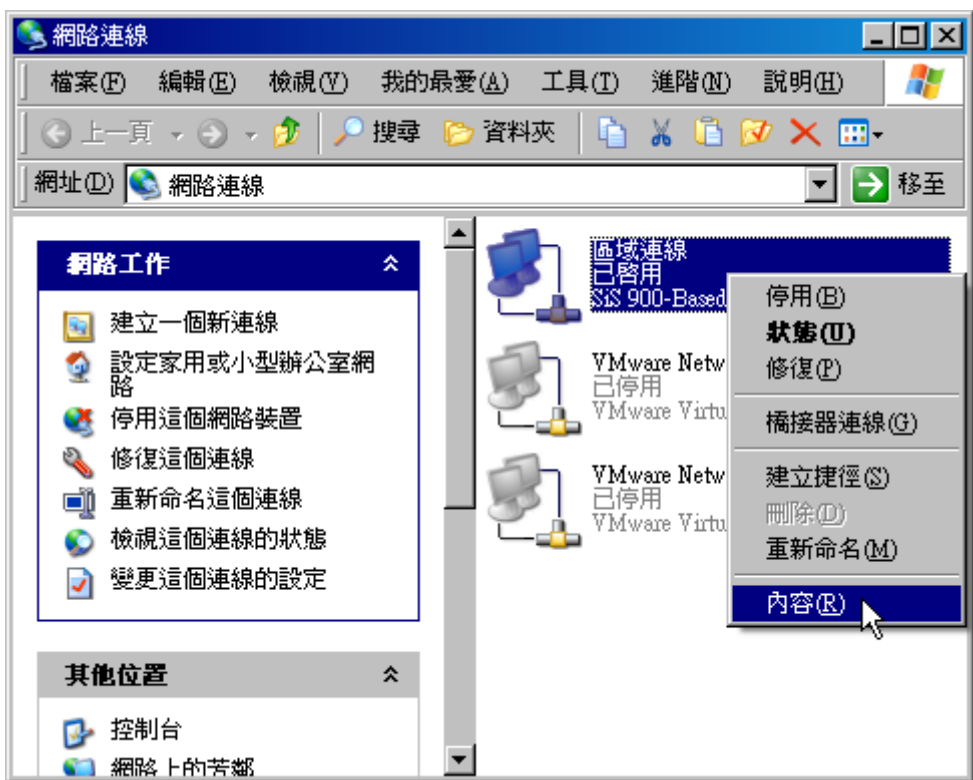 網路連線
檔案(F) 編輯(E) 檢視(V) 我的最愛(A) 工具(T) 進階(N) 說明(H)
上一頁 搜尋 資料夾
網址(D) 網路連線 移至
網路工作
建立一個新連線
設定家用或小型辦公室網
路
停用這個網路裝置
修復這個連線
重新命名這個連線
檢視這個連線的狀態
變更這個連線的設定
其他位置
控制台
網路上的芳鄰
區域連線
已啓用
SiS 900-Based
VMware Netw
已停用
VMware Virtu
VMware Netw
已停用
VMware Virtu
停用(B)
狀態(U)
修復(P)
橋接器連線(G)
建立捷徑(S)
刪除(D)
重新命名(M)
內容(R)